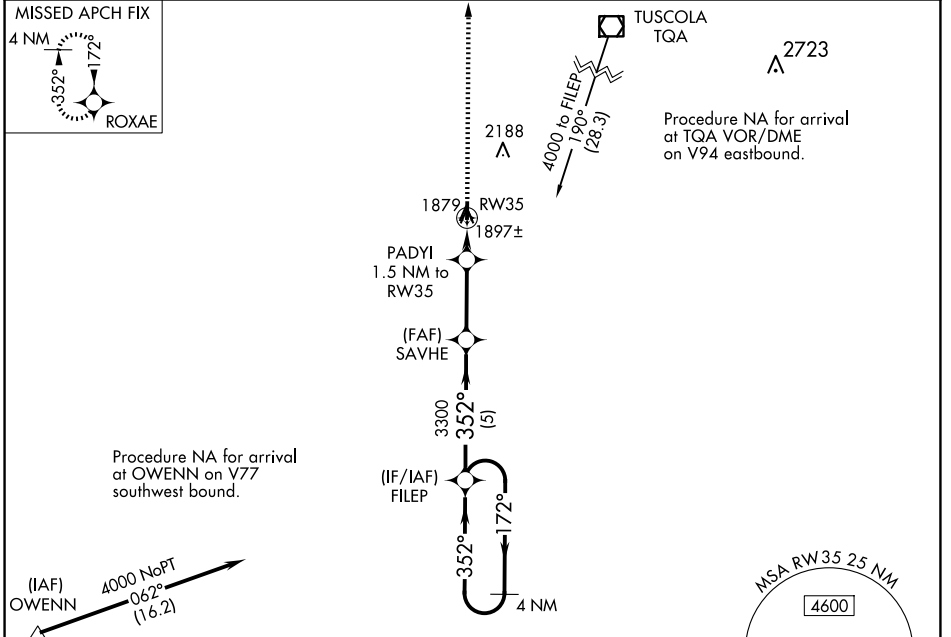 MISSED APCH FIX
4 NM
352°
172°
ROXAE
TUSCOLA
TQA
2723
4000 to FILEP
190°
(28.3)
Procedure NA for arrival
at TQA VOR/DME
on V94 eastbound.
2188
1879
RW35
1897±
PADYI
1.5 NM to
RW35
(FAF)
SAVHE
3300
352°
(5)
Procedure NA for arrival
at OWENN on V77
southwest bound.
(IF/IAF)
FILEP
352°
172°
4 NM
(IAF)
OWENN
4000 NoPT
062°
(16.2)
MSA RW35 25 NM
4600